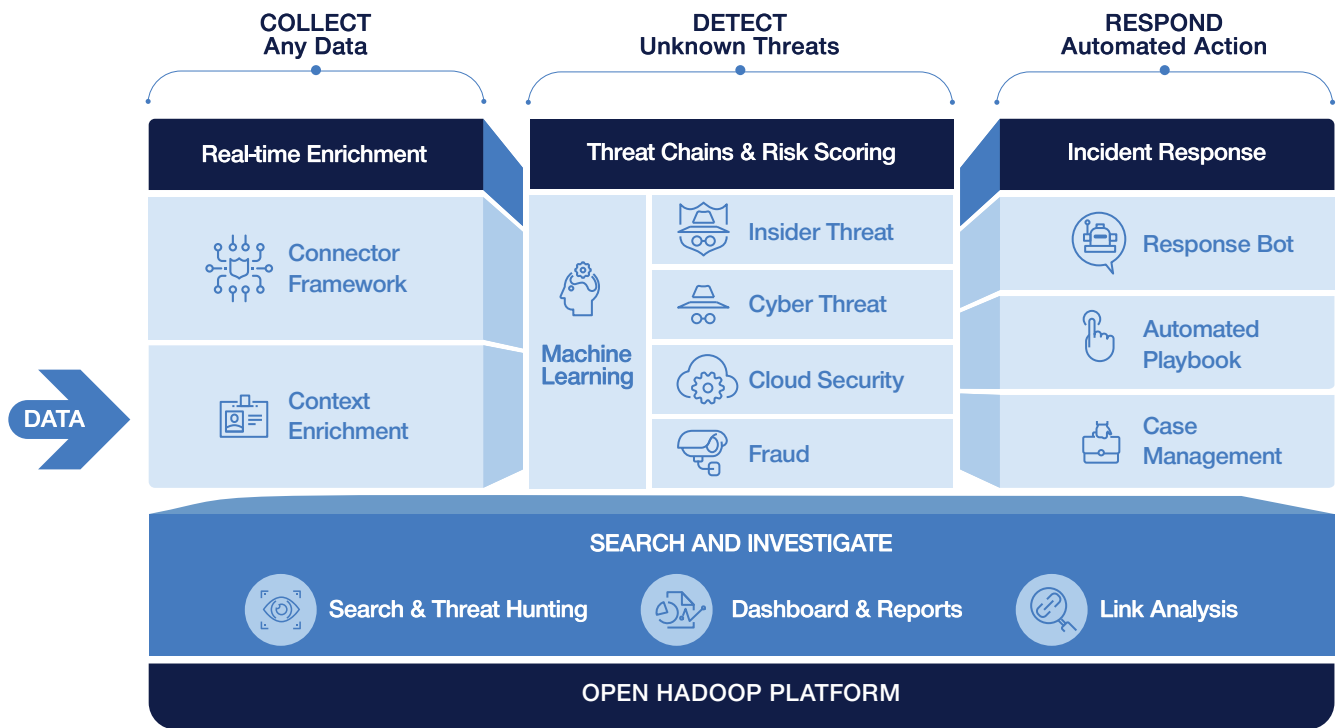 COLLECT
Any Data
DETECT
Unknown Threats
RESPOND
Automated Action
Real-time Enrichment
Threat Chains & Risk Scoring
Incident Response
DATA
Connector
Framework
Context
Enrichment
Machine
Learning
Insider Threat
Cyber Threat
Cloud Security
Fraud
Response Bot
Automated
Playbook
Case
Management
SEARCH AND INVESTIGATE
Search & Threat Hunting
Dashboard & Reports
Link Analysis
OPEN HADOOP PLATFORM